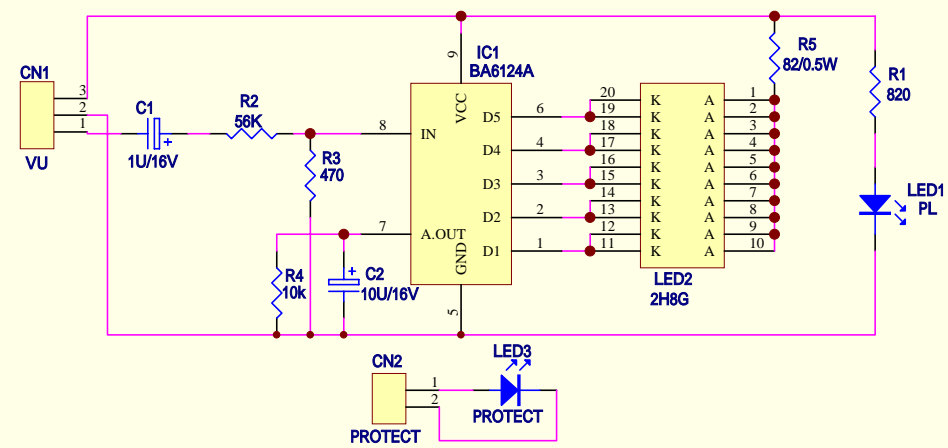 CN1
3
2
1
VU
C1
1U/16V
R2
56K
R3
470
R4
10k
C2
10U/16V
IC1
BA6124A
9
VCC
8
IN
7
A.OUT
GND
5
D5
6
D4
4
D3
3
D2
2
D1
1
20 K A 1
19 K A 2
18 K A 3
17 K A 4
16 K A 5
15 K A 6
14 K A 7
13 K A 8
12 K A 9
11 K A 10
LED2
2H8G
R5
82/0.5W
R1
820
LED1
PL
CN2
1
2
PROTECT
LED3
PROTECT